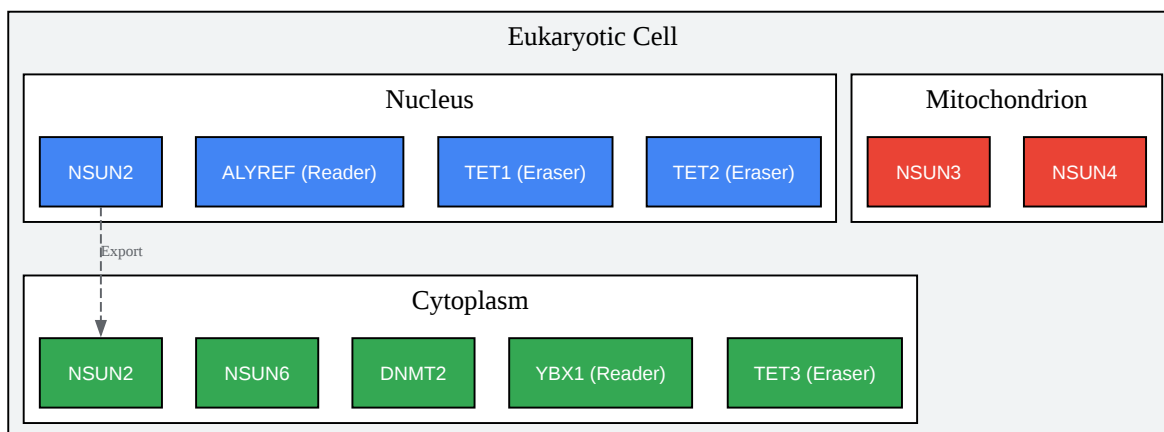 Eukaryotic Cell
Nucleus
Mitochondrion
NSUN2
ALYREF (Reader)
TET1 (Eraser)
TET2 (Eraser)
NSUN3
NSUN4
Export
Cytoplasm
NSUN2
NSUN6
DNMT2
YBX1 (Reader)
TET3 (Eraser)